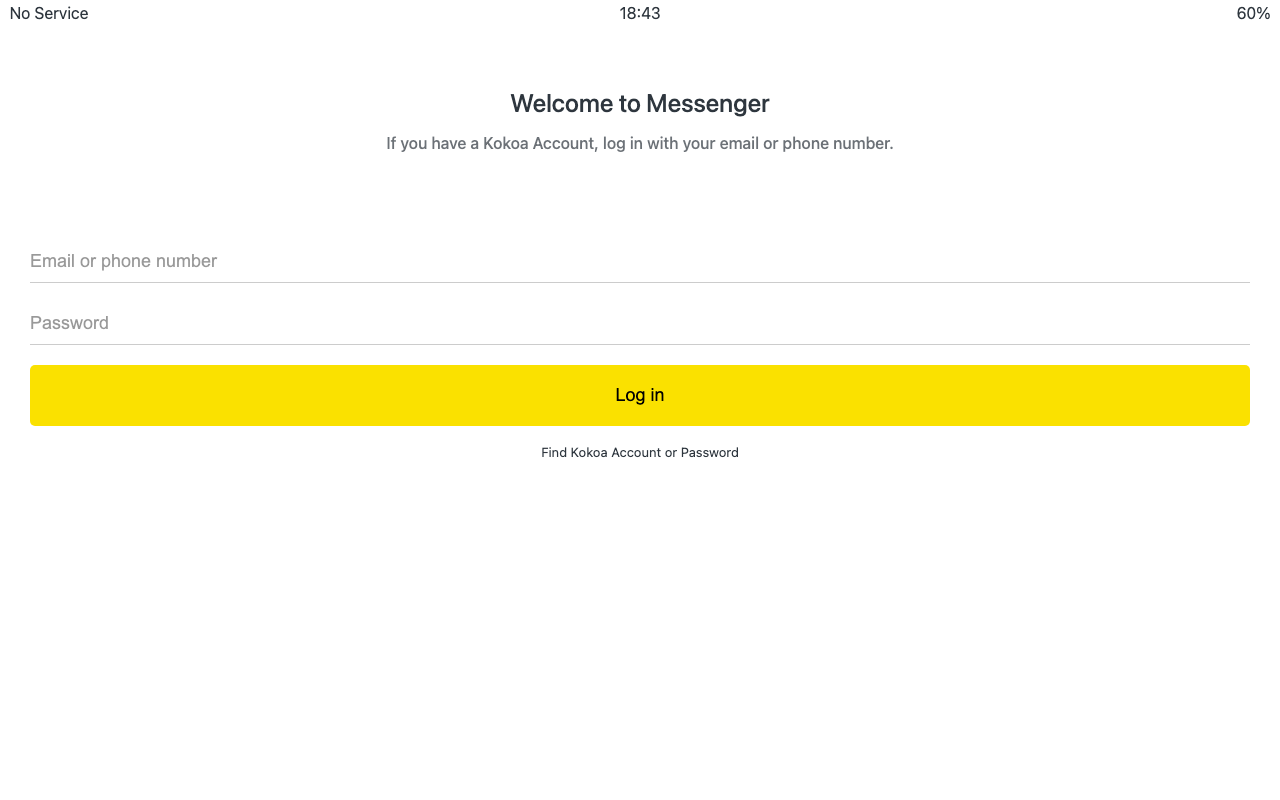 No Service
18:43
60%
Welcome to Messenger
If you have a Kokoa Account, log in with your email or phone number.
Email or phone number
Password
Log in
Find Kokoa Account or Password